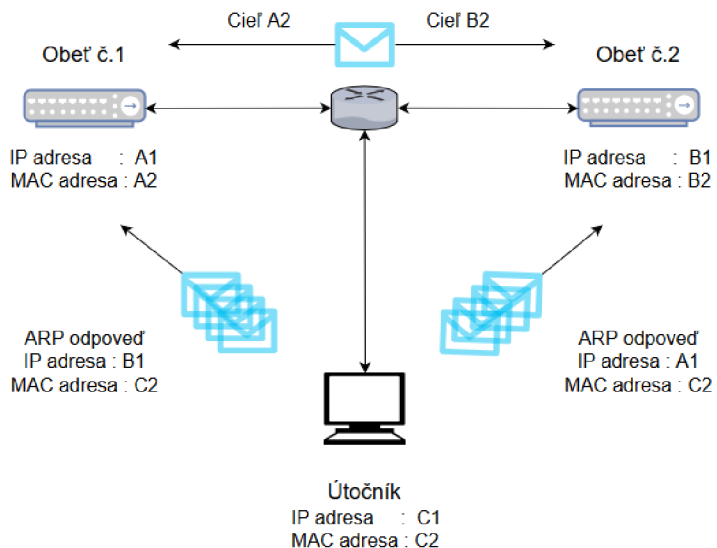 Cieľ A2
Cieľ B2
Obeť č.1
Obeť č.2
IP adresa : A1
MAC adresa : A2
IP adresa : B1
MAC adresa : B2
ARP odpoveď
IP adresa : B1
MAC adresa : C2
ARP odpoveď
IP adresa : A1
MAC adresa : C2
Útočník
IP adresa : C1
MAC adresa : C2